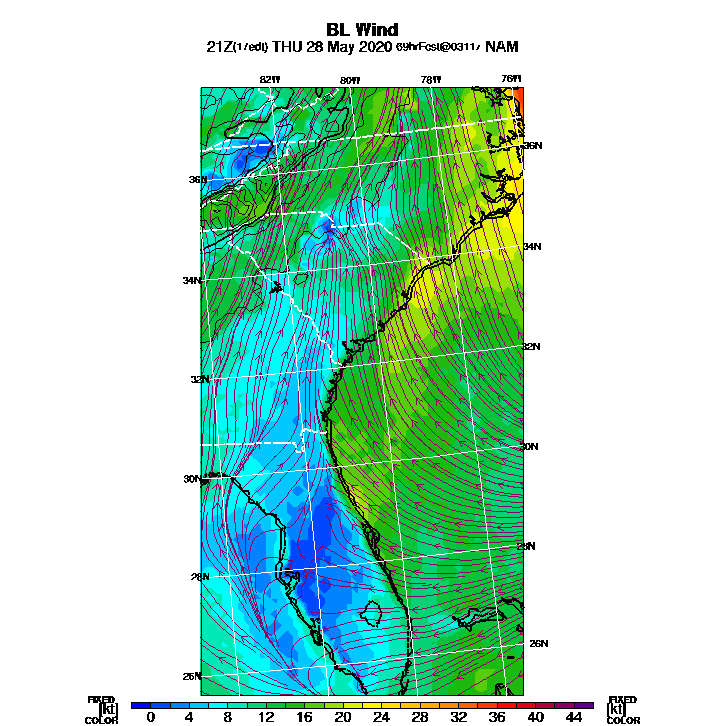 BL Wind
21Z(17edt) THU 28 May 2020 69hrFcst@0311z NAM
82W 80W 78W 76W
36N
36N
34N
34N
32N
32N
30N
30N
28N
28N
26N
26N
FIXED FIXED
[kt] 0 4 8 12 16 20 24 28 32 36 40 44 [kt]
COLOR COLOR